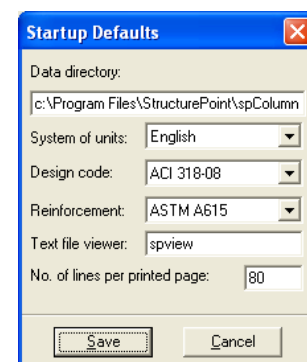 Startup Defaults
Data directory:
c:\Program Files\StructurePoint\spColumn
System of units: English
Design code: ACI 318-08
Reinforcement: ASTM A615
Text file viewer: spview
No. of lines per printed page: 80
Save Cancel